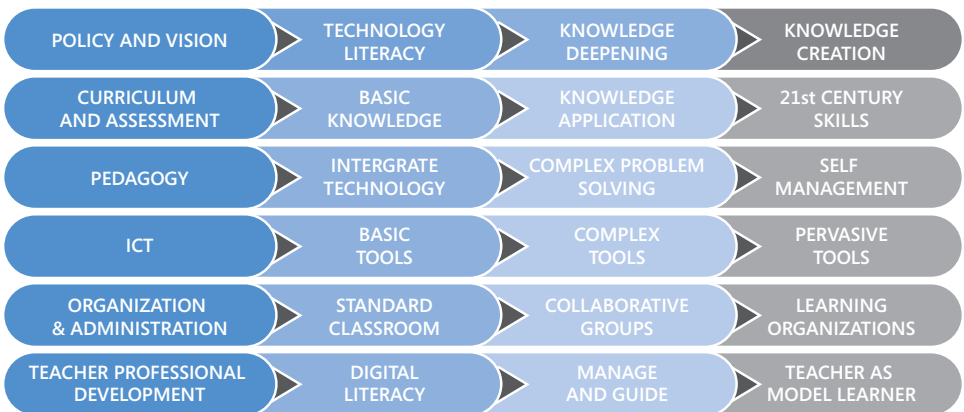 POLICY AND VISION
TECHNOLOGY
LITERACY
KNOWLEDGE
DEEPENING
KNOWLEDGE
CREATION
CURRICULUM
AND ASSESSMENT
BASIC
KNOWLEDGE
KNOWLEDGE
APPLICATION
21st CENTURY
SKILLS
PEDAGOGY
INTERGRATE
TECHNOLOGY
COMPLEX PROBLEM
SOLVING
SELF
MANAGEMENT
ICT
BASIC
TOOLS
COMPLEX
TOOLS
PERVASIVE
TOOLS
ORGANIZATION
& ADMINISTRATION
STANDARD
CLASSROOM
COLLABORATIVE
GROUPS
LEARNING
ORGANIZATIONS
TEACHER PROFESSIONAL
DEVELOPMENT
DIGITAL
LITERACY
MANAGE
AND GUIDE
TEACHER AS
MODEL LEARNER